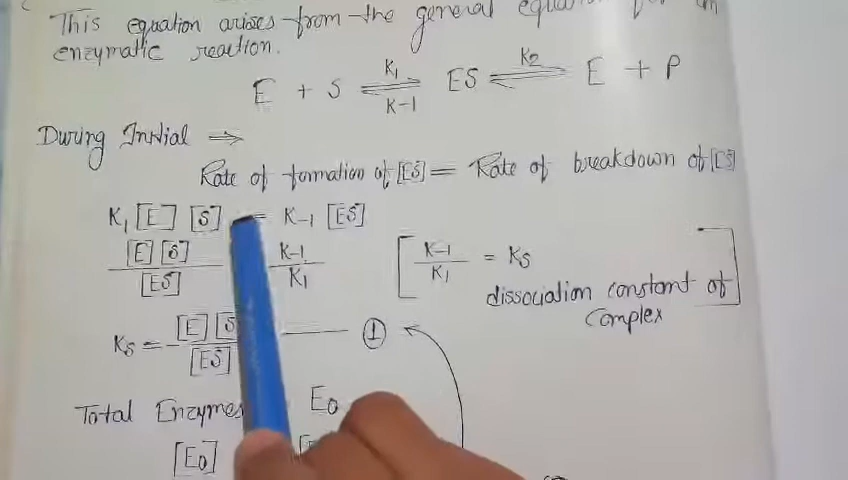 This equation arises from the general
enzymatic reaction.
E + S ⇌ ES ⇌ E + P
K1 K2
K-1
During Initial ⇒
Rate of formation of [ES] = Rate of breakdown of [ES]
K1 [E] [S] = K-1 [ES]
[E] [S] K-1
[ES] K1
[ K-1 = Ks
K1
dissociation constant of ]
Complex
Ks = [E] [S
[ES] ①
Total Enzymes E0
[E0]